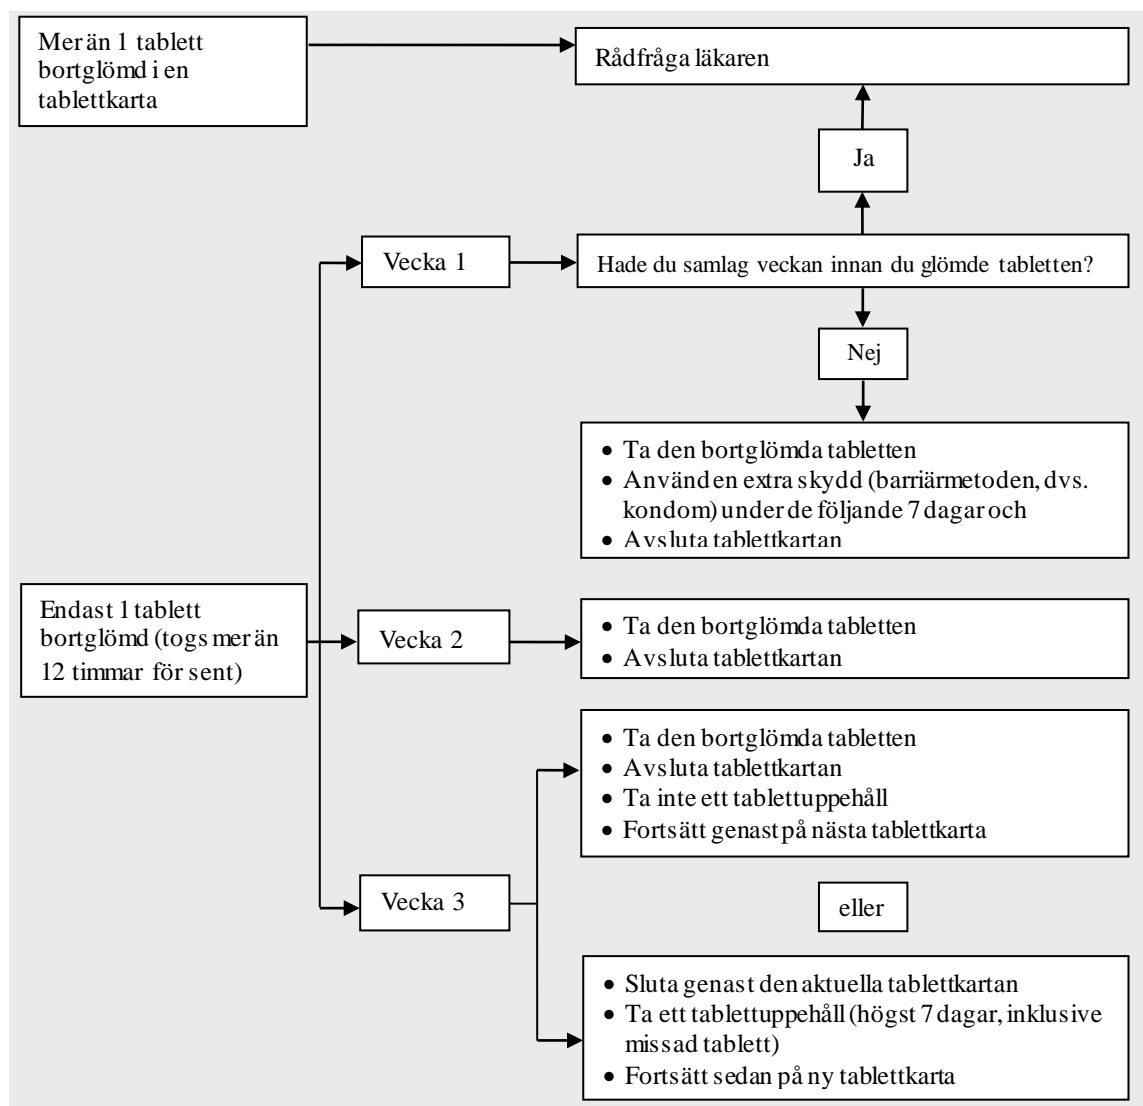 Mer än 1 tablett
bortglömd i en
tablettkarta
Rådfråga läkaren
Ja
Vecka 1
Hade du samlag veckan innan du glömde tabletten?
Nej
• Ta den bortglömda tabletten
• Använd en extra skydd (barriärmetoden, dvs.
kondom) under de följande 7 dagar och
• Avsluta tablettkartan
Endast 1 tablett
bortglömd (togs mer än
12 timmar för sent)
Vecka 2
• Ta den bortglömda tabletten
• Avsluta tablettkartan
• Ta den bortglömda tabletten
• Avsluta tablettkartan
• Ta inte ett tablettuppehåll
• Fortsätt genast på nästa tablettkarta
Vecka 3
eller
• Sluta genast den aktuella tablettkartan
• Ta ett tablettuppehåll (högst 7 dagar, inklusive
missad tablett)
• Fortsätt sedan på ny tablettkarta